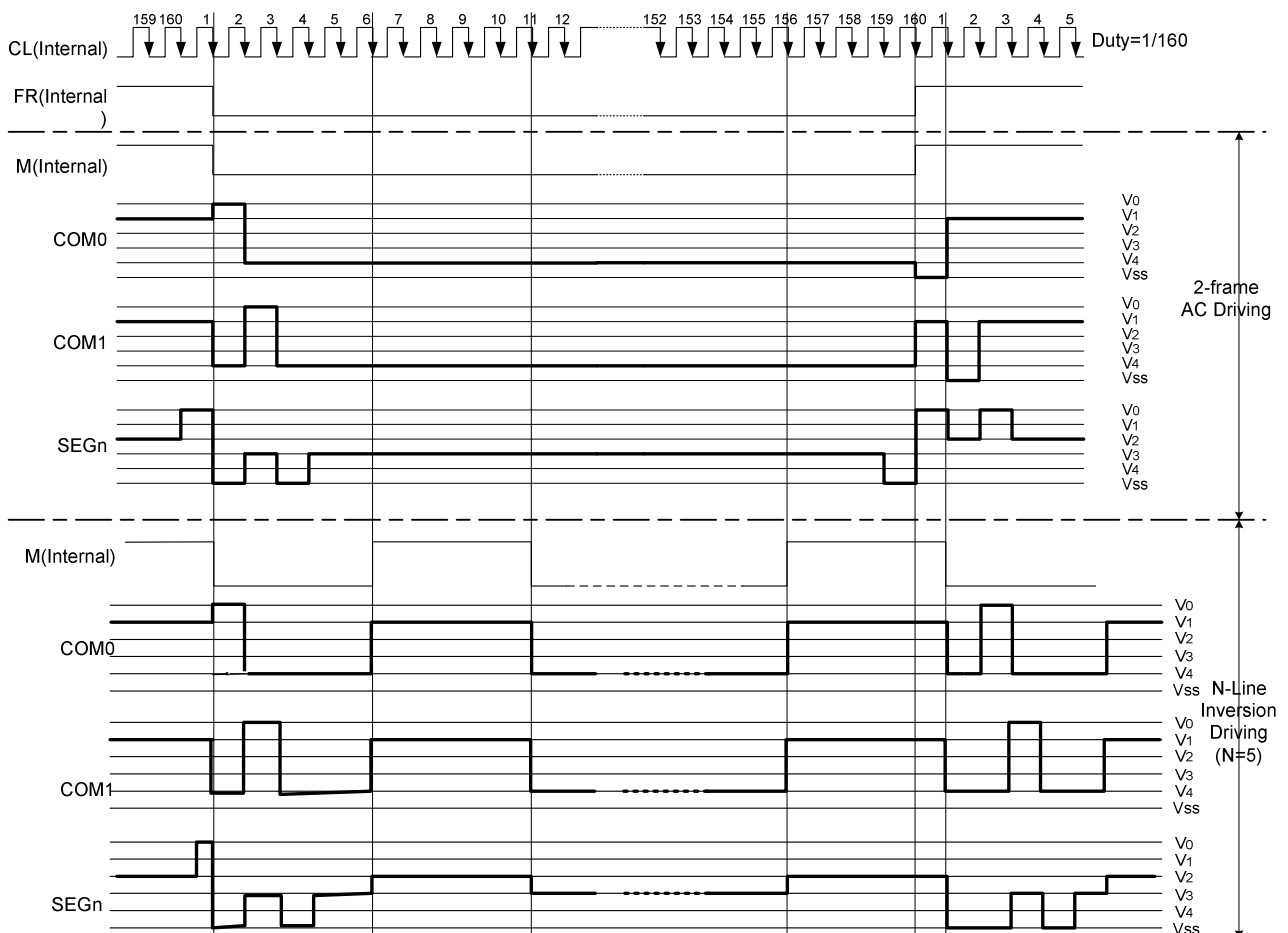 159 160 1 2 3 4 5 6 7 8 9 10 11 12 152 153 154 155 156 157 158 159 160 1 2 3 4 5
CL(Internal)
Duty=1/160
FR(Internal
)
M(Internal)
COM0
V0
V1
V2
V3
V4
Vss
COM1
V0
V1
V2
V3
V4
Vss
2-frame
AC Driving
SEGn
V0
V1
V2
V3
V4
Vss
M(Internal)
COM0
V0
V1
V2
V3
V4
Vss
COM1
V0
V1
V2
V3
V4
Vss
N-Line
Inversion
Driving
(N=5)
SEGn
V0
V1
V2
V3
V4
Vss